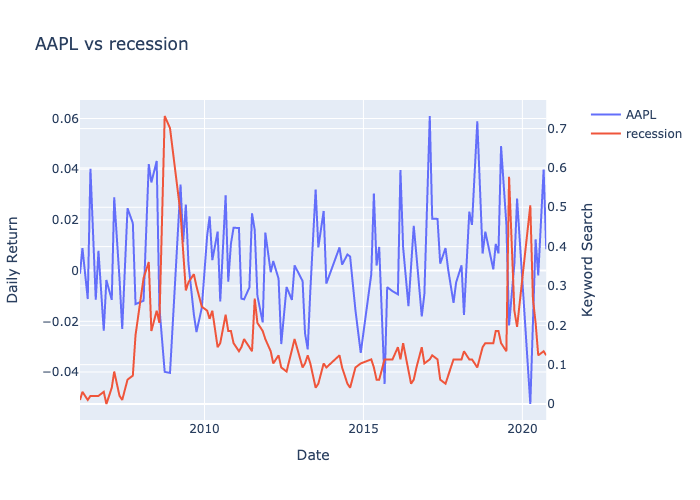 AAPL vs recession
AAPL
recession
Daily Return
0.06
0.04
0.02
0
−0.02
−0.04
0.7
0.6
0.5
0.4
0.3
0.2
0.1
0
Keyword Search
2010
2015
2020
Date